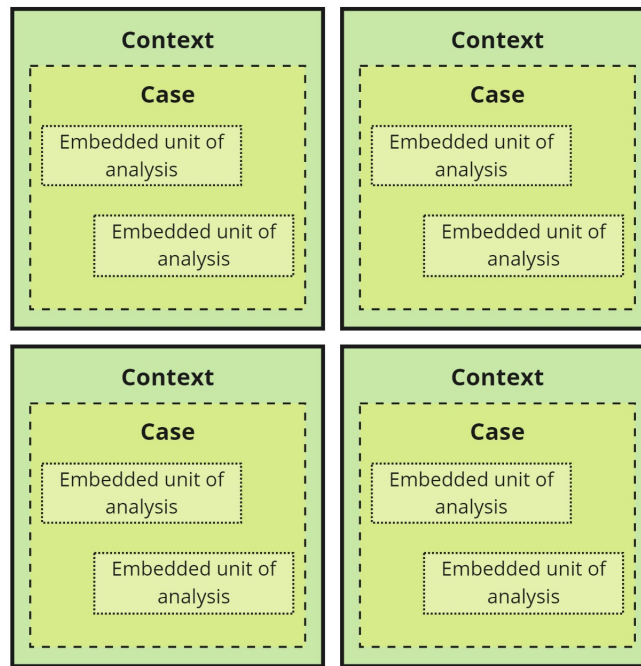 Context
Case
Embedded unit of
analysis
Embedded unit of
analysis
Context
Case
Embedded unit of
analysis
Embedded unit of
analysis
Context
Case
Embedded unit of
analysis
Embedded unit of
analysis
Context
Case
Embedded unit of
analysis
Embedded unit of
analysis